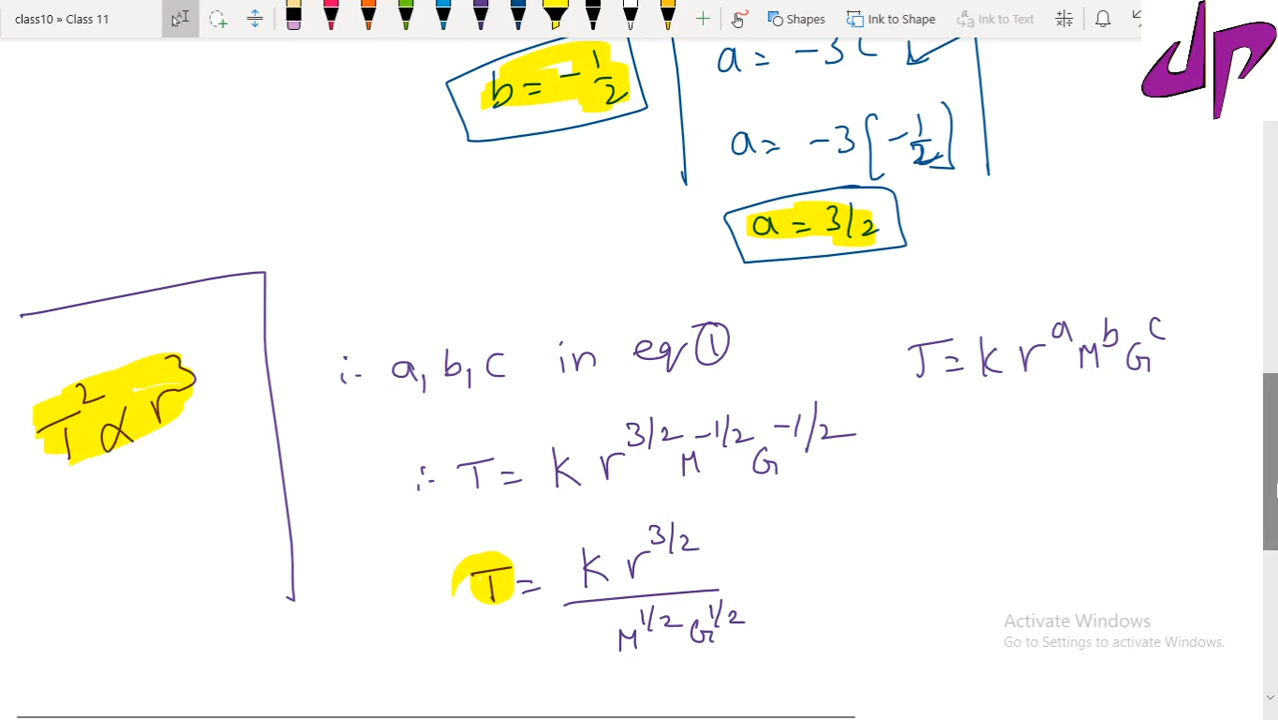 class10 » Class 11
Shapes
Ink to Shape
Ink to Text
dp
b = -1/2
a = -3c
a = -3[-1/2]
a = 3/2
T² ∝ r³
∴ a, b, c in eq ①
T = K r^a M^b G^c
∴ T = K r^3/2 M^-1/2 G^-1/2
T = K r^3/2
M^1/2 G^1/2
Activate Windows
Go to Settings to activate Windows.